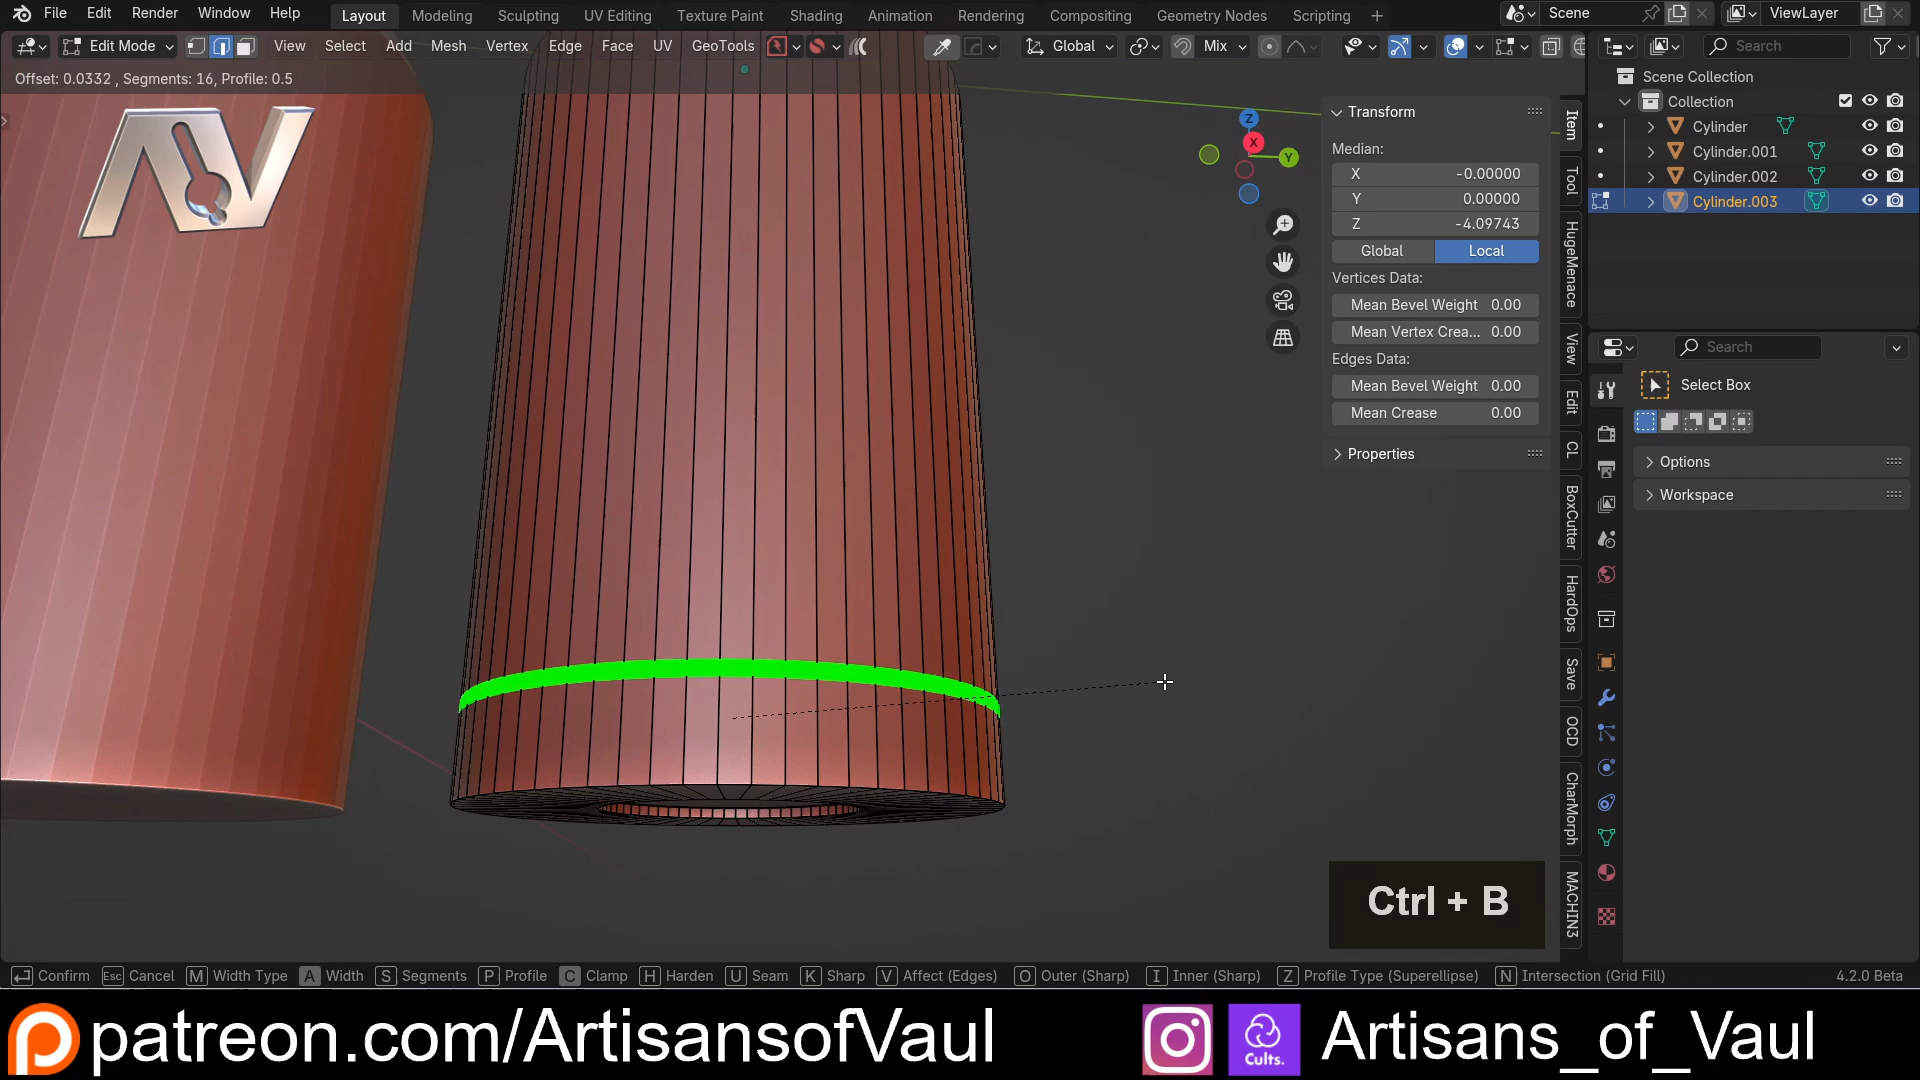 File Edit Render Window Help Layout Modeling Sculpting UV Editing Texture Paint Shading Animation Rendering Compositing Geometry Nodes Scripting Scene ViewLayer
Edit Mode View Select Add Mesh Vertex Edge Face UV GeoTools Global Mix Search
Offset: 0.0332 , Segments: 16, Profile: 0.5
Scene Collection
Collection
Cylinder
Cylinder.001
Cylinder.002
Cylinder.003
Transform
Median:
X -0.00000
Y 0.00000
Z -4.09743
Global Local
Vertices Data:
Mean Bevel Weight 0.00
Mean Vertex Crea... 0.00
Edges Data:
Mean Bevel Weight 0.00
Mean Crease 0.00
Properties
Z
X
Y
Item
Tool
HugeMenace
View
Edit
CL
BoxCutter
HardOps
Save
OCD
CharMorph
MACHIN3
Search
Select Box
Options
Workspace
AV
Ctrl + B
Confirm Esc Cancel M Width Type A Width S Segments P Profile C Clamp H Harden U Seam K Sharp V Affect (Edges) O Outer (Sharp) I Inner (Sharp) Z Profile Type (Superellipse) N Intersection (Grid Fill) 4.2.0 Beta
patreon.com/ArtisansofVaul Cults. Artisans_of_Vaul